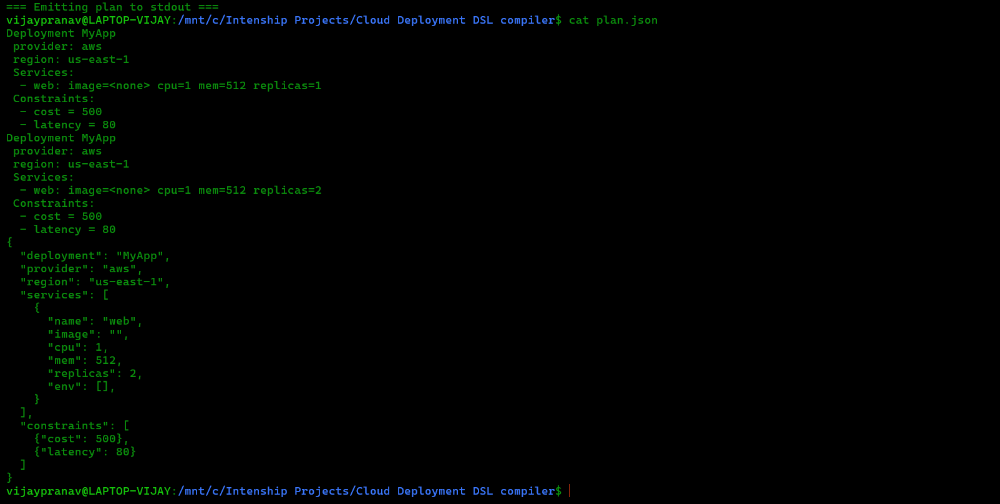 === Emitting plan to stdout ===
vijaypranav@LAPTOP-VIJAY:/mnt/c/Intenship Projects/Cloud Deployment DSL compiler$ cat plan.json
Deployment MyApp
 provider: aws
 region: us-east-1
 Services:
  - web: image=<none> cpu=1 mem=512 replicas=1
 Constraints:
  - cost = 500
  - latency = 80
Deployment MyApp
 provider: aws
 region: us-east-1
 Services:
  - web: image=<none> cpu=1 mem=512 replicas=2
 Constraints:
  - cost = 500
  - latency = 80
{
  "deployment": "MyApp",
  "provider": "aws",
  "region": "us-east-1",
  "services": [
    {
      "name": "web",
      "image": "",
      "cpu": 1,
      "mem": 512,
      "replicas": 2,
      "env": [],
    }
  ],
  "constraints": [
    {"cost": 500},
    {"latency": 80}
  ]
}
vijaypranav@LAPTOP-VIJAY:/mnt/c/Intenship Projects/Cloud Deployment DSL compiler$